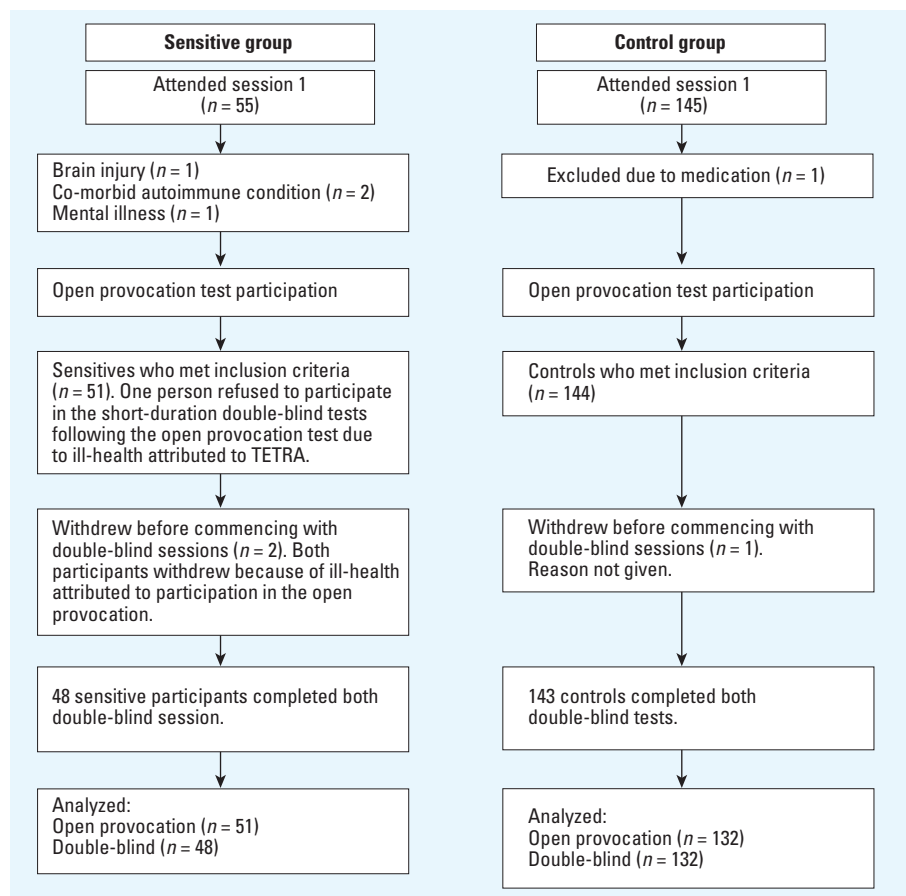 Sensitive group
Attended session 1
(n = 55)
Brain injury (n = 1)
Co-morbid autoimmune condition (n = 2)
Mental illness (n = 1)
Open provocation test participation
Sensitives who met inclusion criteria
(n = 51). One person refused to participate
in the short-duration double-blind tests
following the open provocation test due
to ill-health attributed to TETRA.
Withdrew before commencing with
double-blind sessions (n = 2). Both
participants withdrew because of ill-health
attributed to participation in the open
provocation.
48 sensitive participants completed both
double-blind session.
Analyzed:
Open provocation (n = 51)
Double-blind (n = 48)
Control group
Attended session 1
(n = 145)
Excluded due to medication (n = 1)
Open provocation test participation
Controls who met inclusion criteria
(n = 144)
Withdrew before commencing with
double-blind sessions (n = 1).
Reason not given.
143 controls completed both
double-blind tests.
Analyzed:
Open provocation (n = 132)
Double-blind (n = 132)